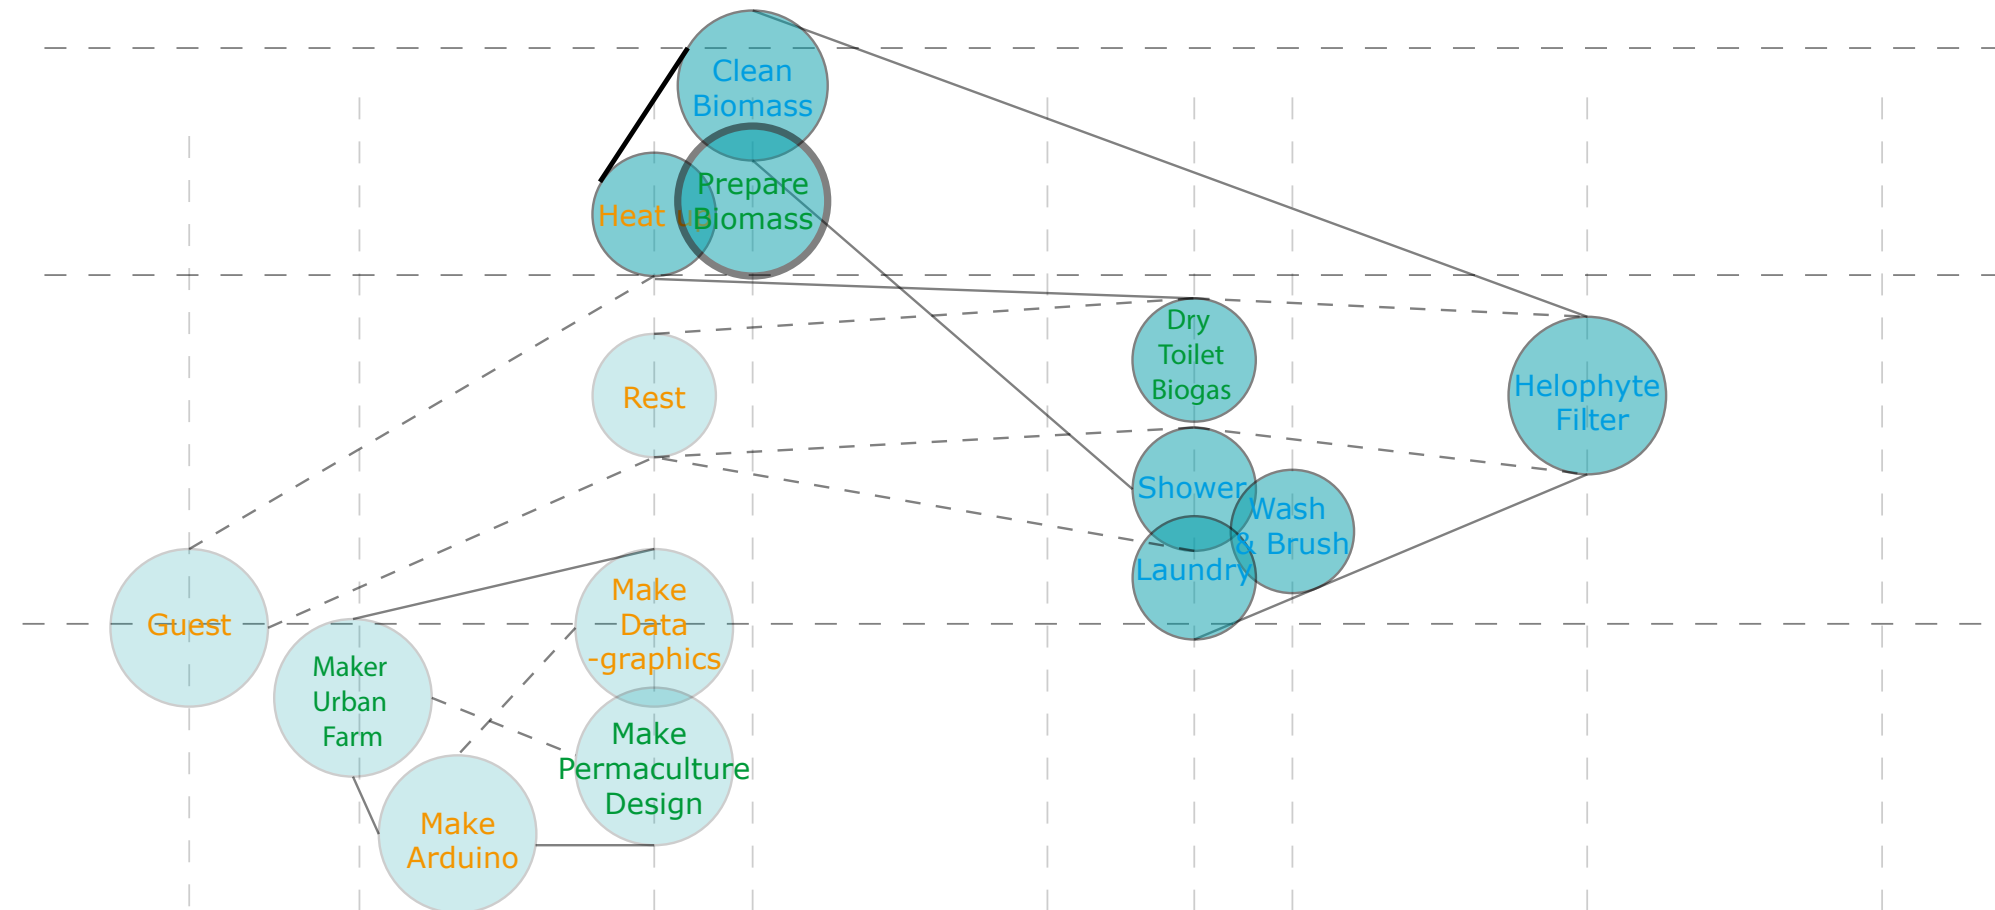 Clean
Biomass
Prepare
Biomass
Heat up
Rest
Dry
Toilet
Biogas
Helophyte
Filter
Shower
Wash
& Brush
Laundry
Guest
Make
Data
-graphics
Maker
Urban
Farm
Make
Permaculture
Design
Make
Arduino